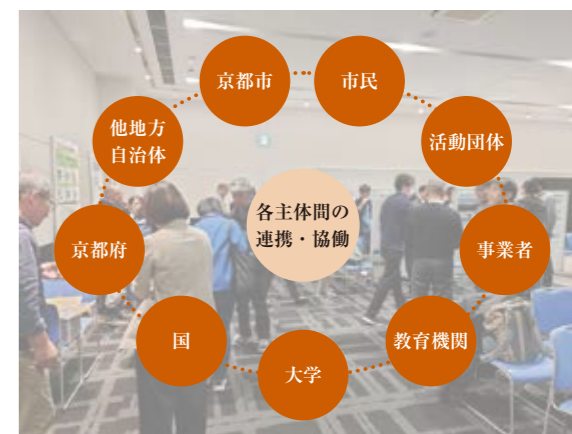 京都市
市民
他地方
自治体
活動団体
各主体間の
連携・協働
京都府
事業者
国
教育機関
大学